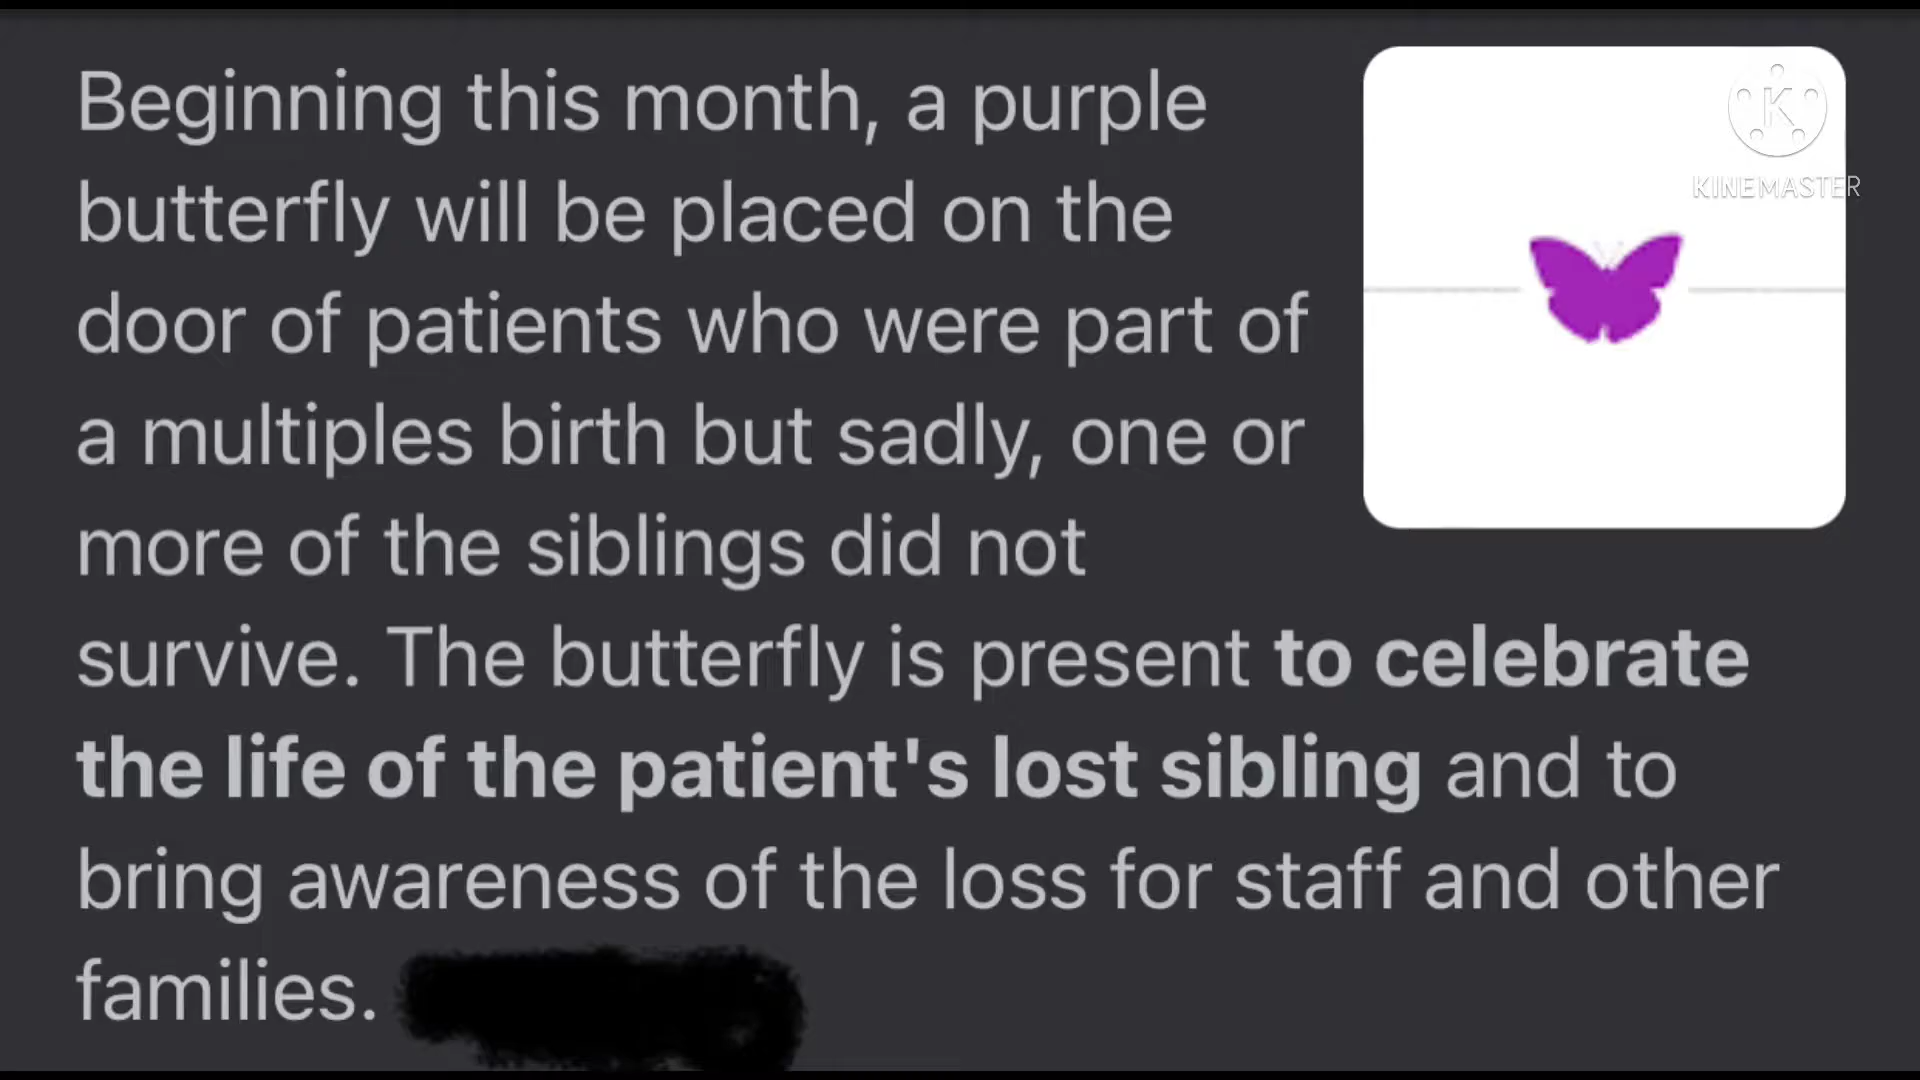 Beginning this month, a purple
butterfly will be placed on the
door of patients who were part of
a multiples birth but sadly, one or
more of the siblings did not
survive. The butterfly is present to celebrate
the life of the patient's lost sibling and to
bring awareness of the loss for staff and other
families.
K
KINEMASTER